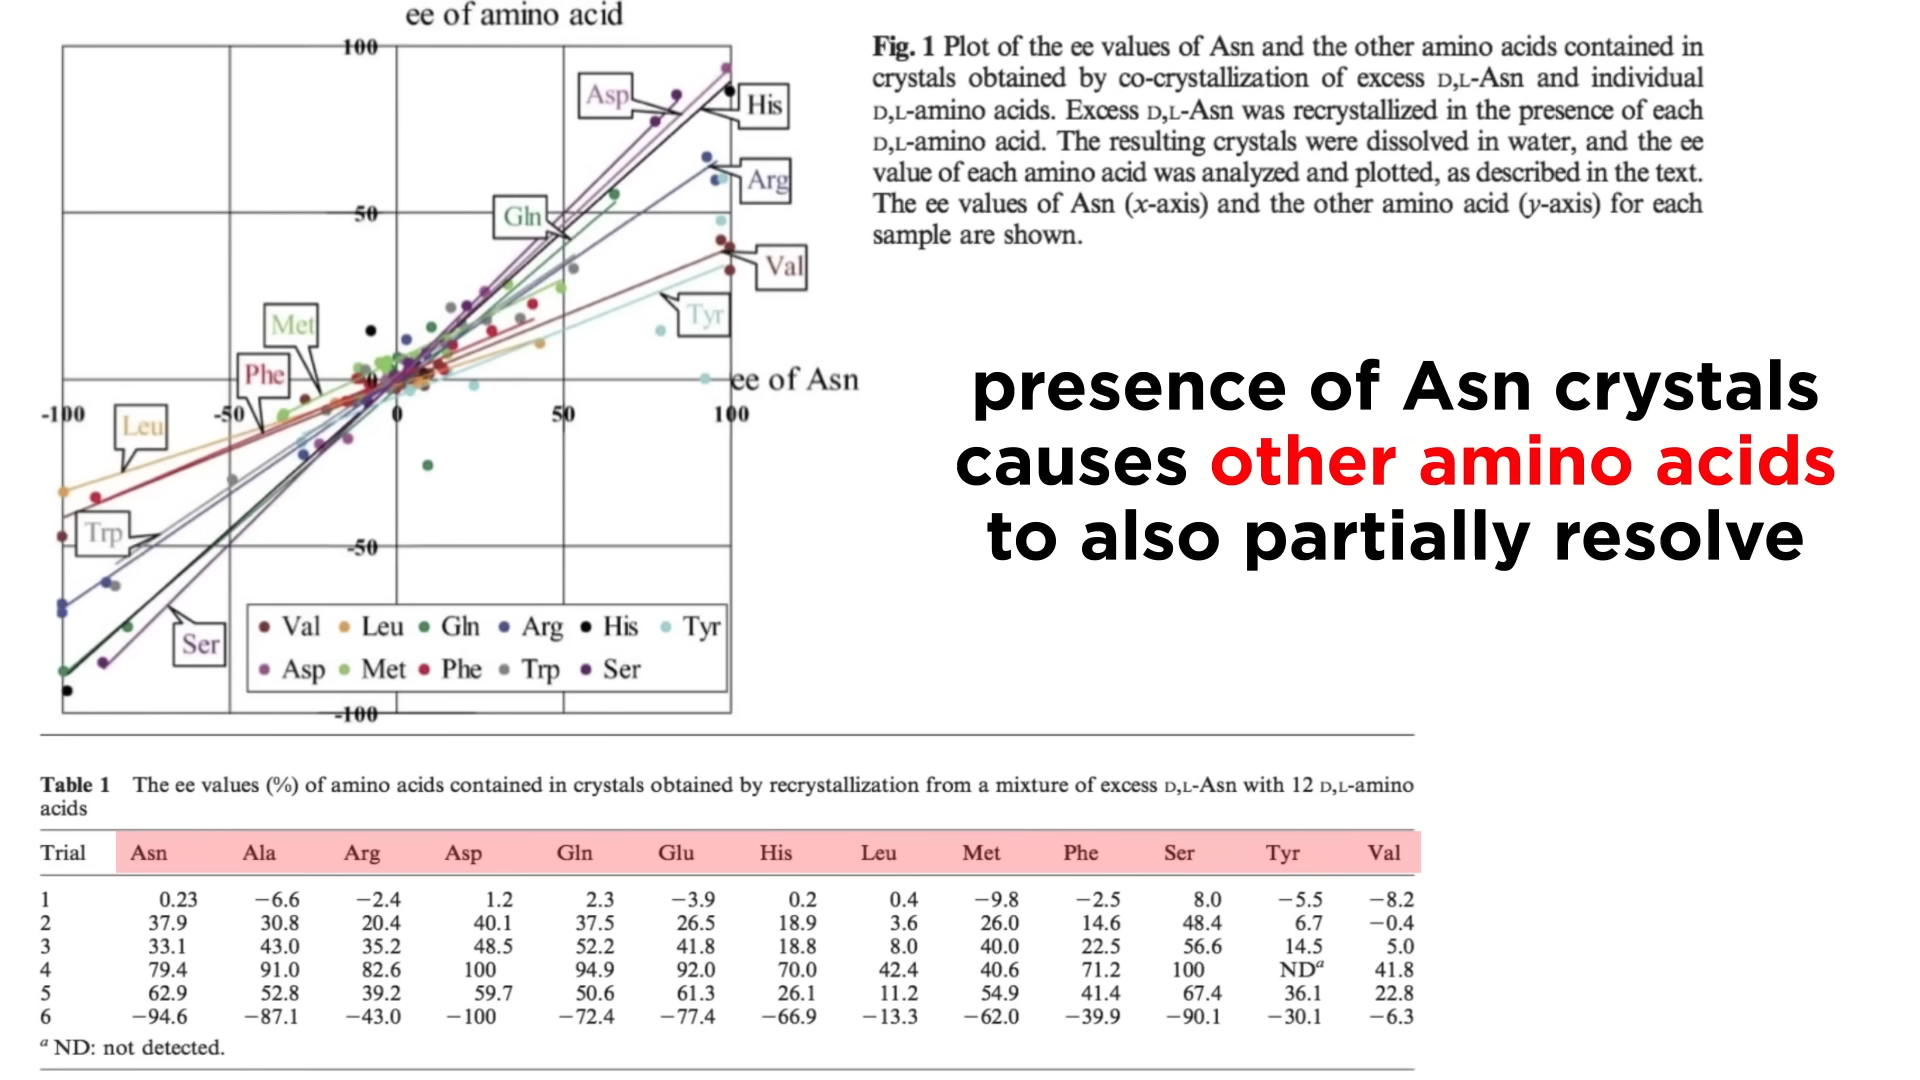 ee of amino acid
100
Asp
His
Arg
50
Gln
Val
Met
Tyr
Phe
0
ee of Asn
-100
-50
0
50
100
Leu
Trp
-50
Ser
Val Leu Gln Arg His Tyr
Asp Met Phe Trp Ser
-100
Fig. 1 Plot of the ee values of Asn and the other amino acids contained in
crystals obtained by co-crystallization of excess D,L-Asn and individual
D,L-amino acids. Excess D,L-Asn was recrystallized in the presence of each
D,L-amino acid. The resulting crystals were dissolved in water, and the ee
value of each amino acid was analyzed and plotted, as described in the text.
The ee values of Asn (x-axis) and the other amino acid (y-axis) for each
sample are shown.
presence of Asn crystals
causes other amino acids
to also partially resolve
Table 1 The ee values (%) of amino acids contained in crystals obtained by recrystallization from a mixture of excess D,L-Asn with 12 D,L-amino
acids
Trial Asn Ala Arg Asp Gln Glu His Leu Met Phe Ser Tyr Val
1 0.23 −6.6 −2.4 1.2 2.3 −3.9 0.2 0.4 −9.8 −2.5 8.0 −5.5 −8.2
2 37.9 30.8 20.4 40.1 37.5 26.5 18.9 3.6 26.0 14.6 48.4 6.7 −0.4
3 33.1 43.0 35.2 48.5 52.2 41.8 18.8 8.0 40.0 22.5 56.6 14.5 5.0
4 79.4 91.0 82.6 100 94.9 92.0 70.0 42.4 40.6 71.2 100 NDa 41.8
5 62.9 52.8 39.2 59.7 50.6 61.3 26.1 11.2 54.9 41.4 67.4 36.1 22.8
6 −94.6 −87.1 −43.0 −100 −72.4 −77.4 −66.9 −13.3 −62.0 −39.9 −90.1 −30.1 −6.3
a ND: not detected.